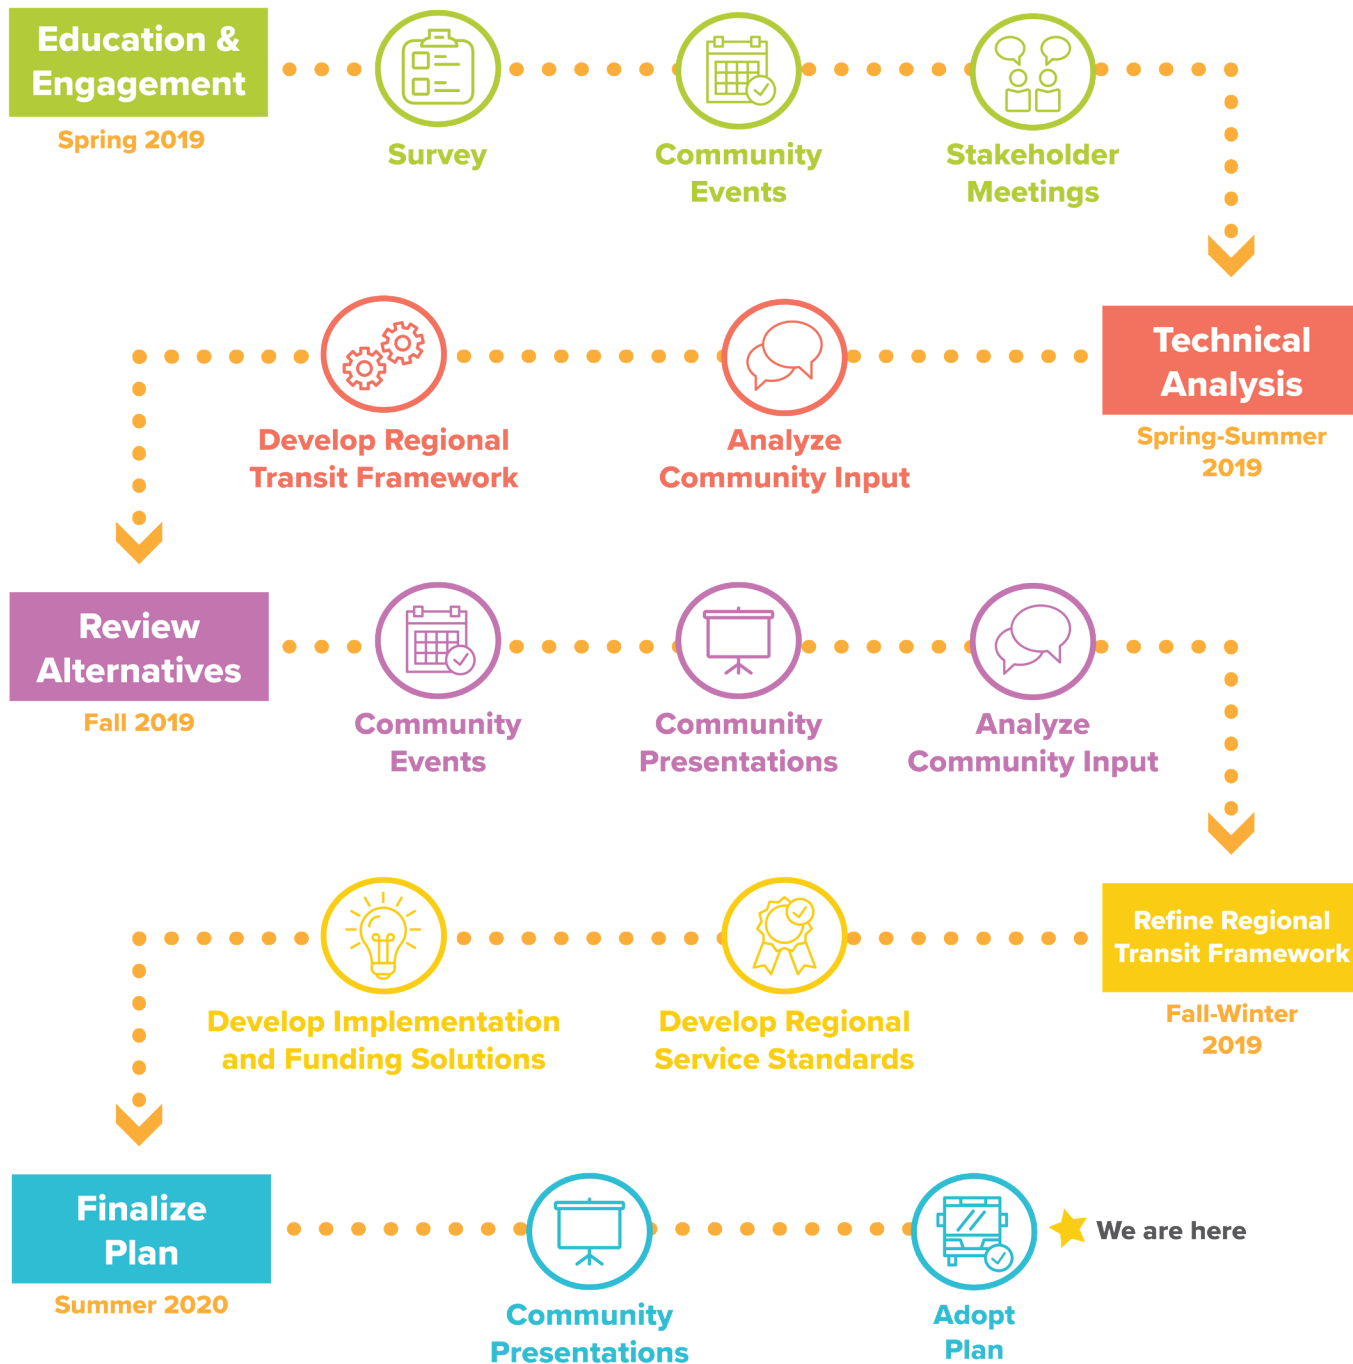 Education &
Engagement
Spring 2019
Survey
Community
Events
Stakeholder
Meetings
Technical
Analysis
Spring-Summer
2019
Analyze
Community Input
Develop Regional
Transit Framework
Review
Alternatives
Fall 2019
Community
Events
Community
Presentations
Analyze
Community Input
Refine Regional
Transit Framework
Fall-Winter
2019
Develop Regional
Service Standards
Develop Implementation
and Funding Solutions
Finalize
Plan
Summer 2020
Community
Presentations
Adopt
Plan
We are here